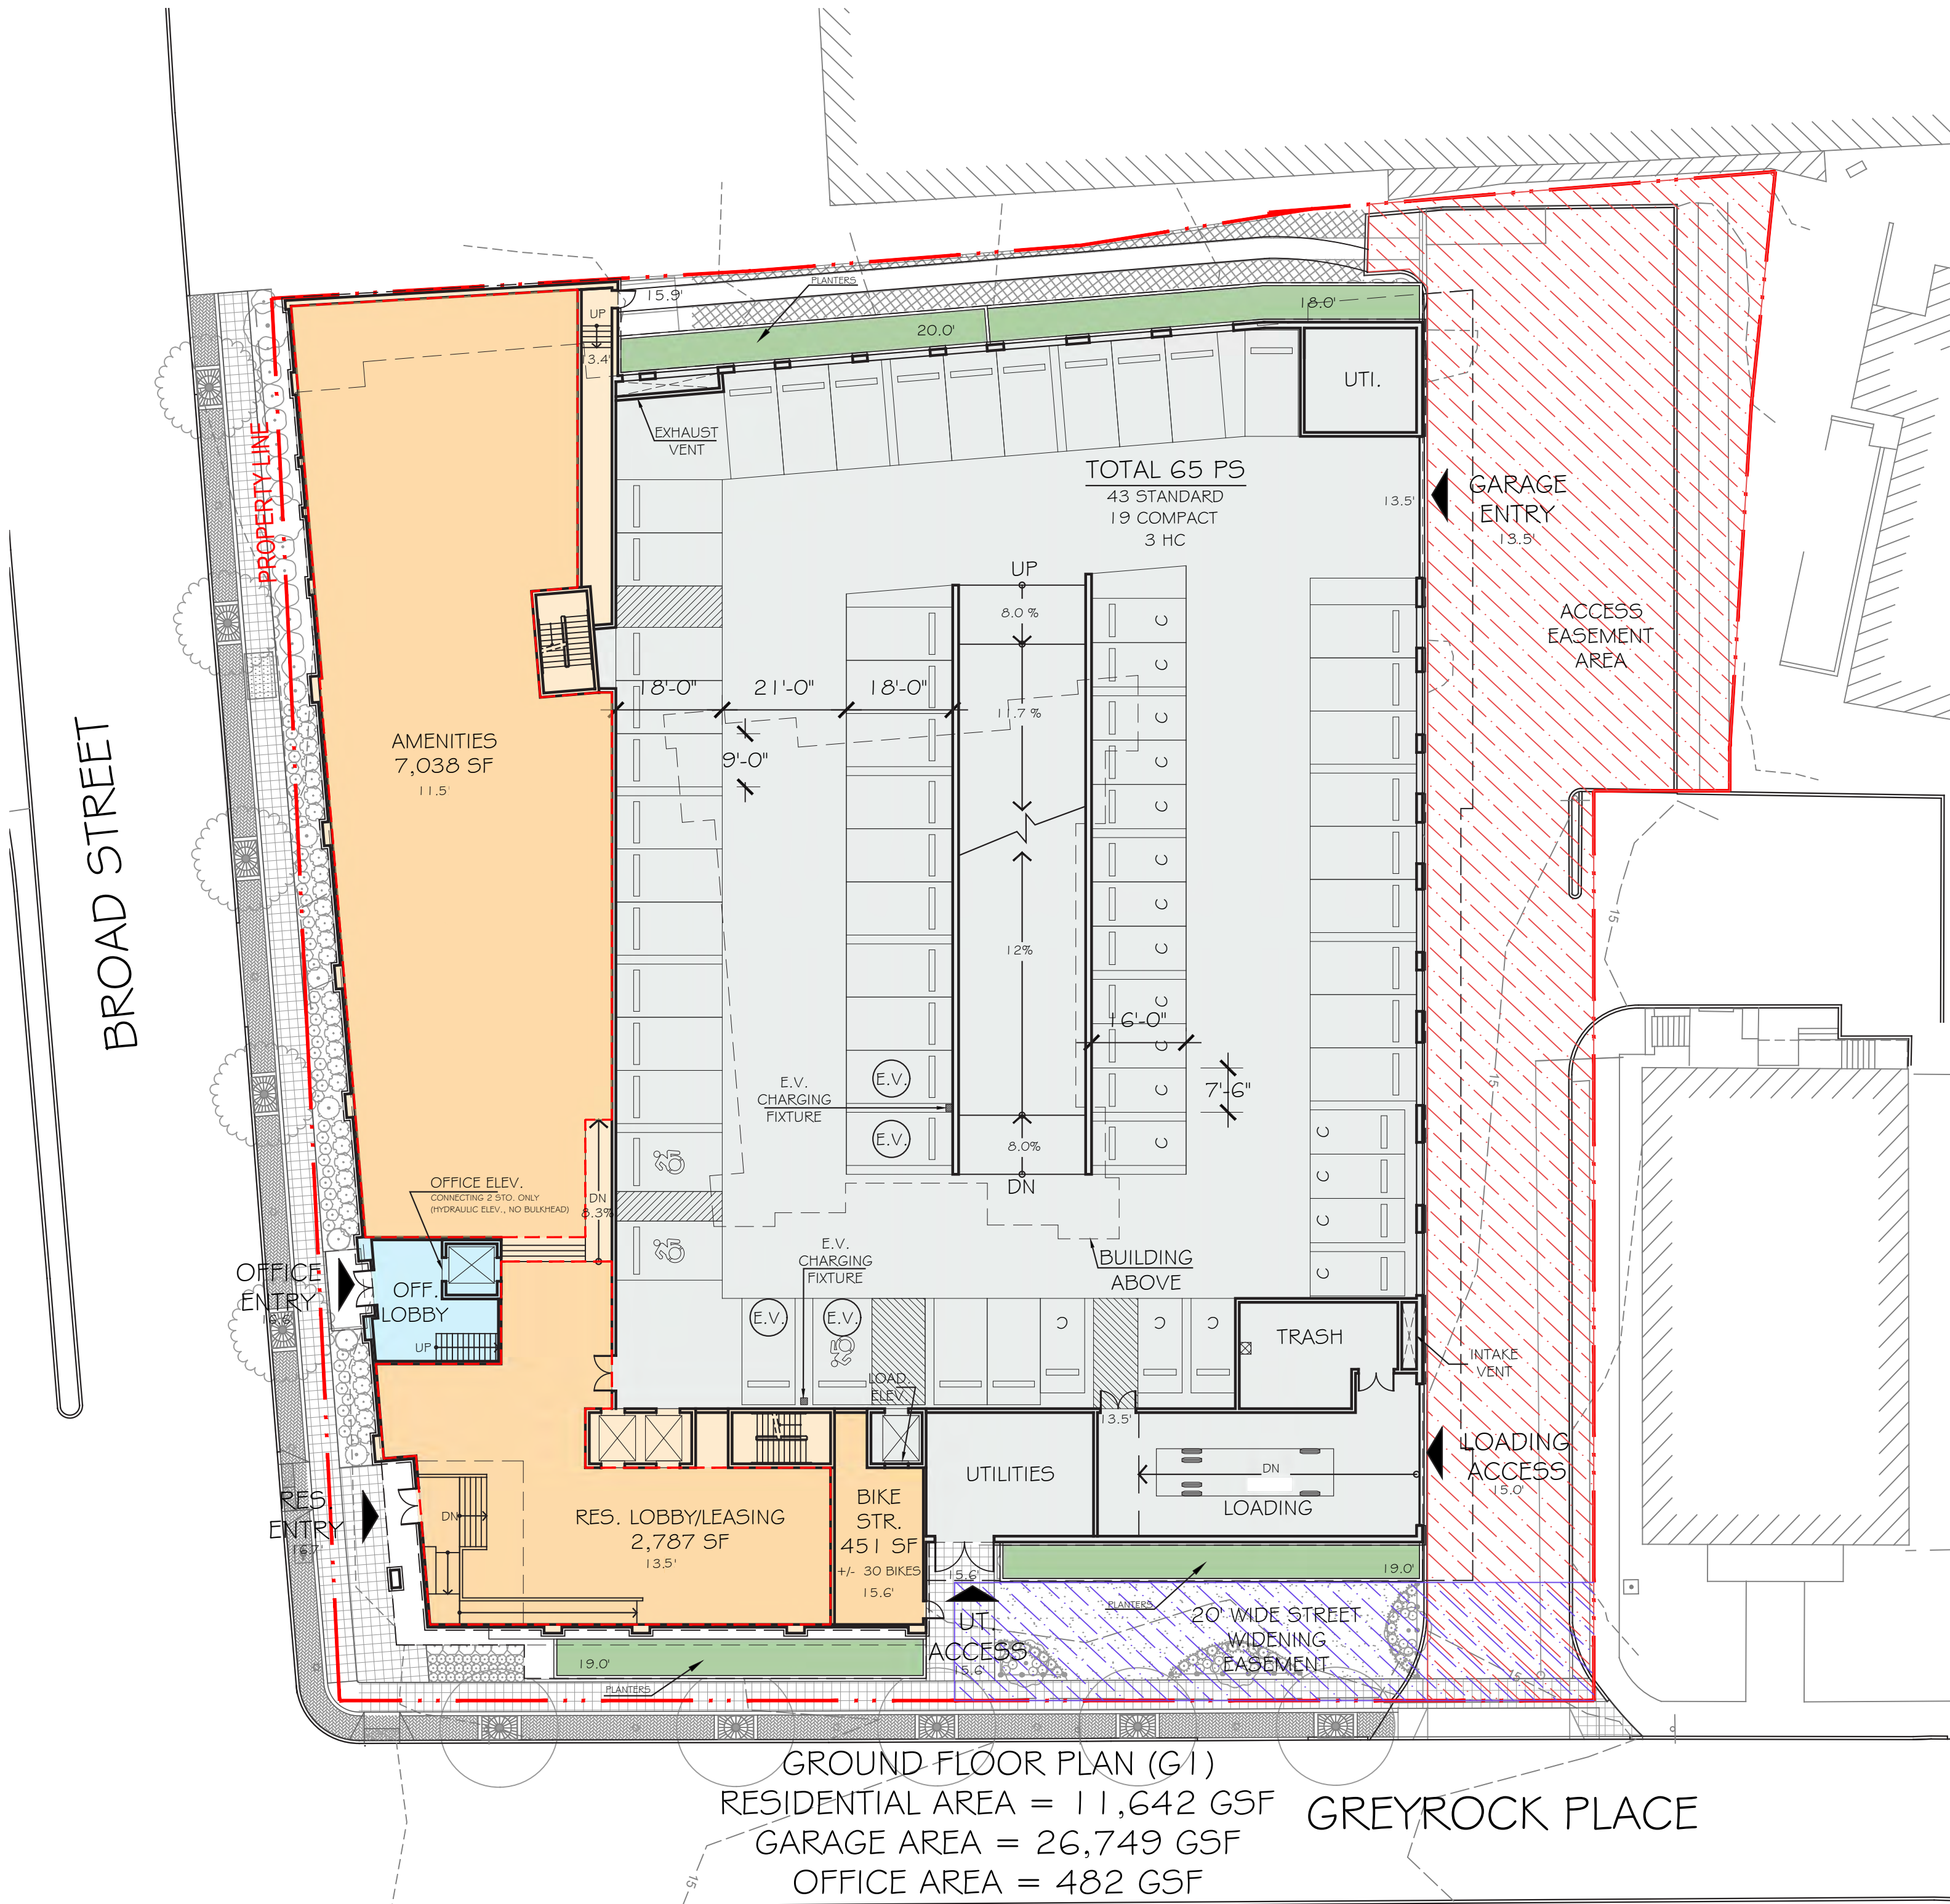 PLANTERS
15.9'
18.0'
20.0'
UP
13.4'
UTI.
EXHAUST
VENT
PROPERTY LINE
TOTAL 65 PS
43 STANDARD
19 COMPACT
3 HC
13.5'
GARAGE
ENTRY
13.5'
UP
8.0 %
C
C
ACCESS
EASEMENT
AREA
18'-0"
21'-0"
18'-0"
11.7 %
C
C
9'-0"
AMENITIES
7,038 SF
11.5'
BROAD STREET
C
C
C
C
15
12%
C
16'-0"
C
C
C
7'-6"
15
E.V.
E.V.
CHARGING
FIXTURE
E.V.
8.0%
C
DN
C
C
C
C
OFFICE ELEV.
CONNECTING 2 STO. ONLY
(HYDRAULIC ELEV., NO BULKHEAD)
DN
8.3%
E.V.
CHARGING
FIXTURE
BUILDING
ABOVE
OFFICE
ENTRY
OFF.
LOBBY
UP
E.V.
E.V.
C
C
C
TRASH
INTAKE
VENT
LOAD.
ELEV.
13.5'
LOADING
ACCESS
15.0'
UTILITIES
DN
LOADING
RES.
ENTRY
16.7'
DN
RES. LOBBY/LEASING
2,787 SF
13.5'
BIKE
STR.
451 SF
+/- 30 BIKES
15.6'
15.6'
19.0'
PLANTERS
UT.
ACCESS
15.6'
20' WIDE STREET
WIDENING
EASEMENT
19.0'
PLANTERS
GROUND FLOOR PLAN (G1)
RESIDENTIAL AREA = 11,642 GSF
GARAGE AREA = 26,749 GSF
OFFICE AREA = 482 GSF
GREYROCK PLACE
15